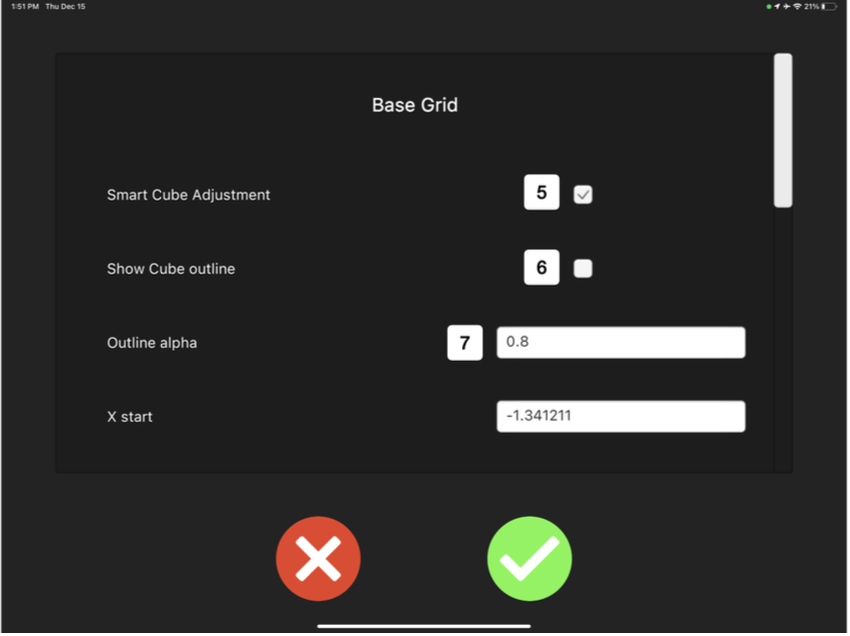 1:51 PM Thu Dec 15
21%
Base Grid
Smart Cube Adjustment 5
Show Cube outline 6
Outline alpha 7 0.8
X start -1.341211